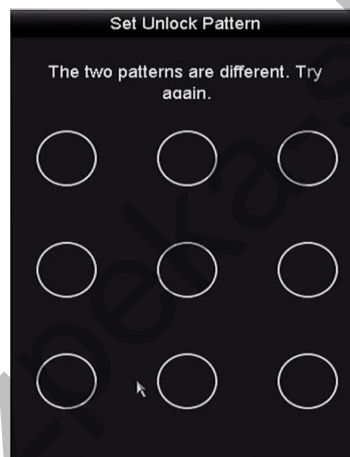 Set Unlock Pattern
The two patterns are different. Try
again.